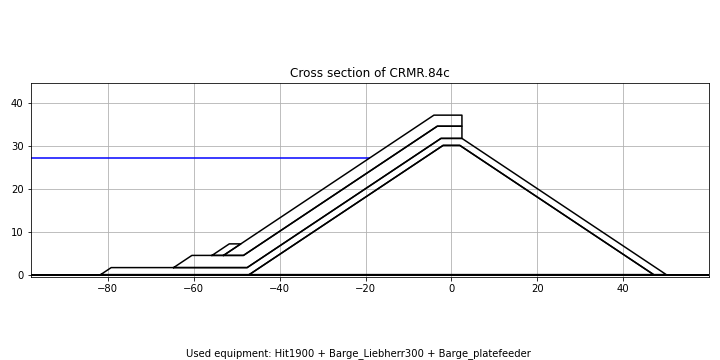 Cross section of CRMR.84c
40
30
20
10
0
−80 −60 −40 −20 0 20 40
Used equipment: Hit1900 + Barge_Liebherr300 + Barge_platefeeder